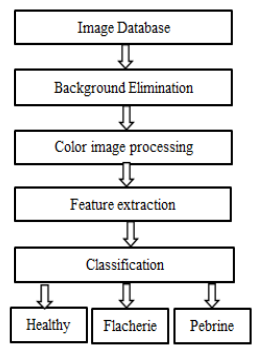 Image Database
Background Elimination
Color image processing
Feature extraction
Classification
Healthy
Flacherie
Pebrine